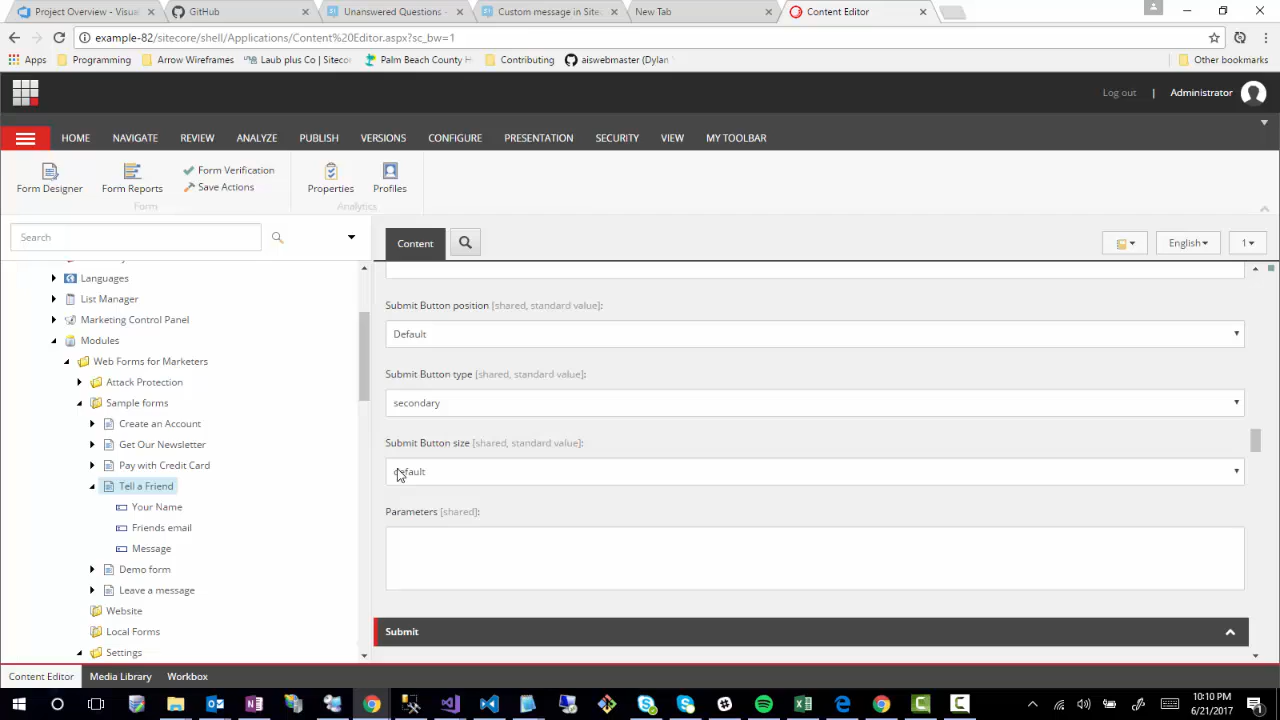 Project Overview - Visual
GitHub
Unanswered Questions -
Custom message in Site
New Tab
Content Editor
example-82/sitecore/shell/Applications/Content%20Editor.aspx?sc_bw=1
Apps
Programming
Arrow Wireframes
Laub plus Co | Siteco
Palm Beach County H
Contributing
aiswebmaster (Dylan
Other bookmarks
Log out | Administrator
HOME NAVIGATE REVIEW ANALYZE PUBLISH VERSIONS CONFIGURE PRESENTATION SECURITY VIEW MY TOOLBAR
Form Designer
Form Reports
Form Verification
Save Actions
Form
Properties
Profiles
Analytics
Search
Languages
List Manager
Marketing Control Panel
Modules
Web Forms for Marketers
Attack Protection
Sample forms
Create an Account
Get Our Newsletter
Pay with Credit Card
Tell a Friend
Your Name
Friends email
Message
Demo form
Leave a message
Website
Local Forms
Settings
Content
English
1
Submit Button position [shared, standard value]:
Default
Submit Button type [shared, standard value]:
secondary
Submit Button size [shared, standard value]:
default
Parameters [shared]:
Submit
Content Editor
Media Library
Workbox
10:10 PM
6/21/2017